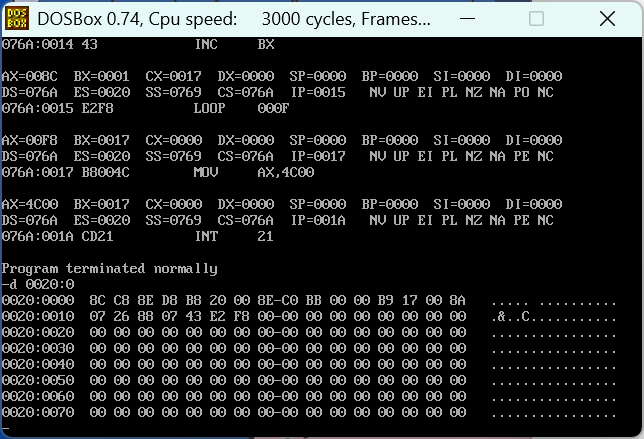 DOS BOX
DOSBox 0.74, Cpu speed:    3000 cycles, Frames...
076A:0014 43            INC     BX
AX=008C  BX=0001  CX=0017  DX=0000  SP=0000  BP=0000  SI=0000  DI=0000
DS=076A  ES=0020  SS=0769  CS=076A  IP=0015   NV UP EI PL NZ NA PO NC
076A:0015 E2F8          LOOP    000F
AX=00F8  BX=0017  CX=0000  DX=0000  SP=0000  BP=0000  SI=0000  DI=0000
DS=076A  ES=0020  SS=0769  CS=076A  IP=0017   NV UP EI PL NZ NA PE NC
076A:0017 B8004C        MOV     AX,4C00
AX=4C00  BX=0017  CX=0000  DX=0000  SP=0000  BP=0000  SI=0000  DI=0000
DS=076A  ES=0020  SS=0769  CS=076A  IP=001A   NV UP EI PL NZ NA PE NC
076A:001A CD21          INT     21
Program terminated normally
-d 0020:0
0020:0000  8C C8 8E D8 B8 20 00 8E-C0 BB 00 00 B9 17 00 8A   ..... ..........
0020:0010  07 26 88 07 43 E2 F8 00-00 00 00 00 00 00 00 00   .&..C...........
0020:0020  00 00 00 00 00 00 00 00-00 00 00 00 00 00 00 00   ................
0020:0030  00 00 00 00 00 00 00 00-00 00 00 00 00 00 00 00   ................
0020:0040  00 00 00 00 00 00 00 00-00 00 00 00 00 00 00 00   ................
0020:0050  00 00 00 00 00 00 00 00-00 00 00 00 00 00 00 00   ................
0020:0060  00 00 00 00 00 00 00 00-00 00 00 00 00 00 00 00   ................
0020:0070  00 00 00 00 00 00 00 00-00 00 00 00 00 00 00 00   ................
-